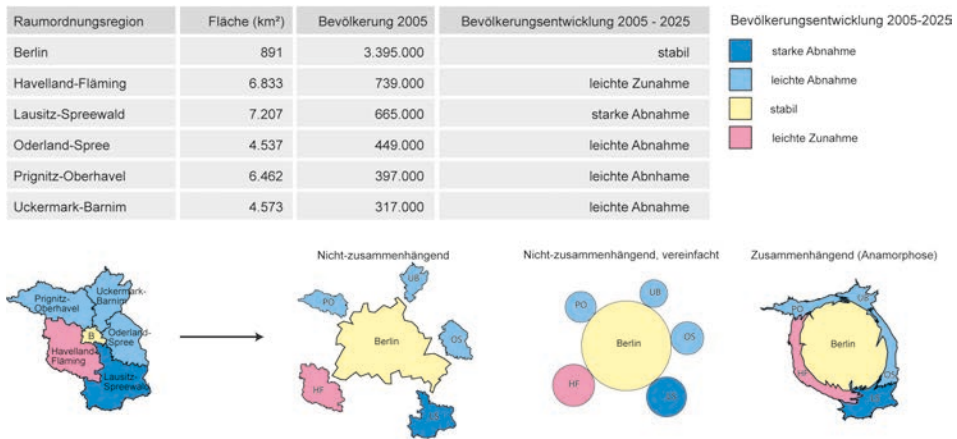 Raumordnungsregion Fläche (km²) Bevölkerung 2005 Bevölkerungsentwicklung 2005 - 2025
Berlin 891 3.395.000 stabil
Havelland-Fläming 6.833 739.000 leichte Zunahme
Lausitz-Spreewald 7.207 665.000 starke Abnahme
Oderland-Spree 4.537 449.000 leichte Abnahme
Prignitz-Oberhavel 6.462 397.000 leichte Abnhame
Uckermark-Barnim 4.573 317.000 leichte Abnahme
Bevölkerungsentwicklung 2005-2025
starke Abnahme
leichte Abnahme
stabil
leichte Zunahme
Prignitz-
Oberhavel
Uckermark-
Barnim
Oderland-
Spree
B
Havelland-
Fläming
Lausitz-
Spreewald
Nicht-zusammenhängend
UB
PO
Berlin
OS
HF
Nicht-zusammenhängend, vereinfacht
UB
PO
Berlin
OS
HF
Zusammenhängend (Anamorphose)
UB
PO
Berlin
HF
OS